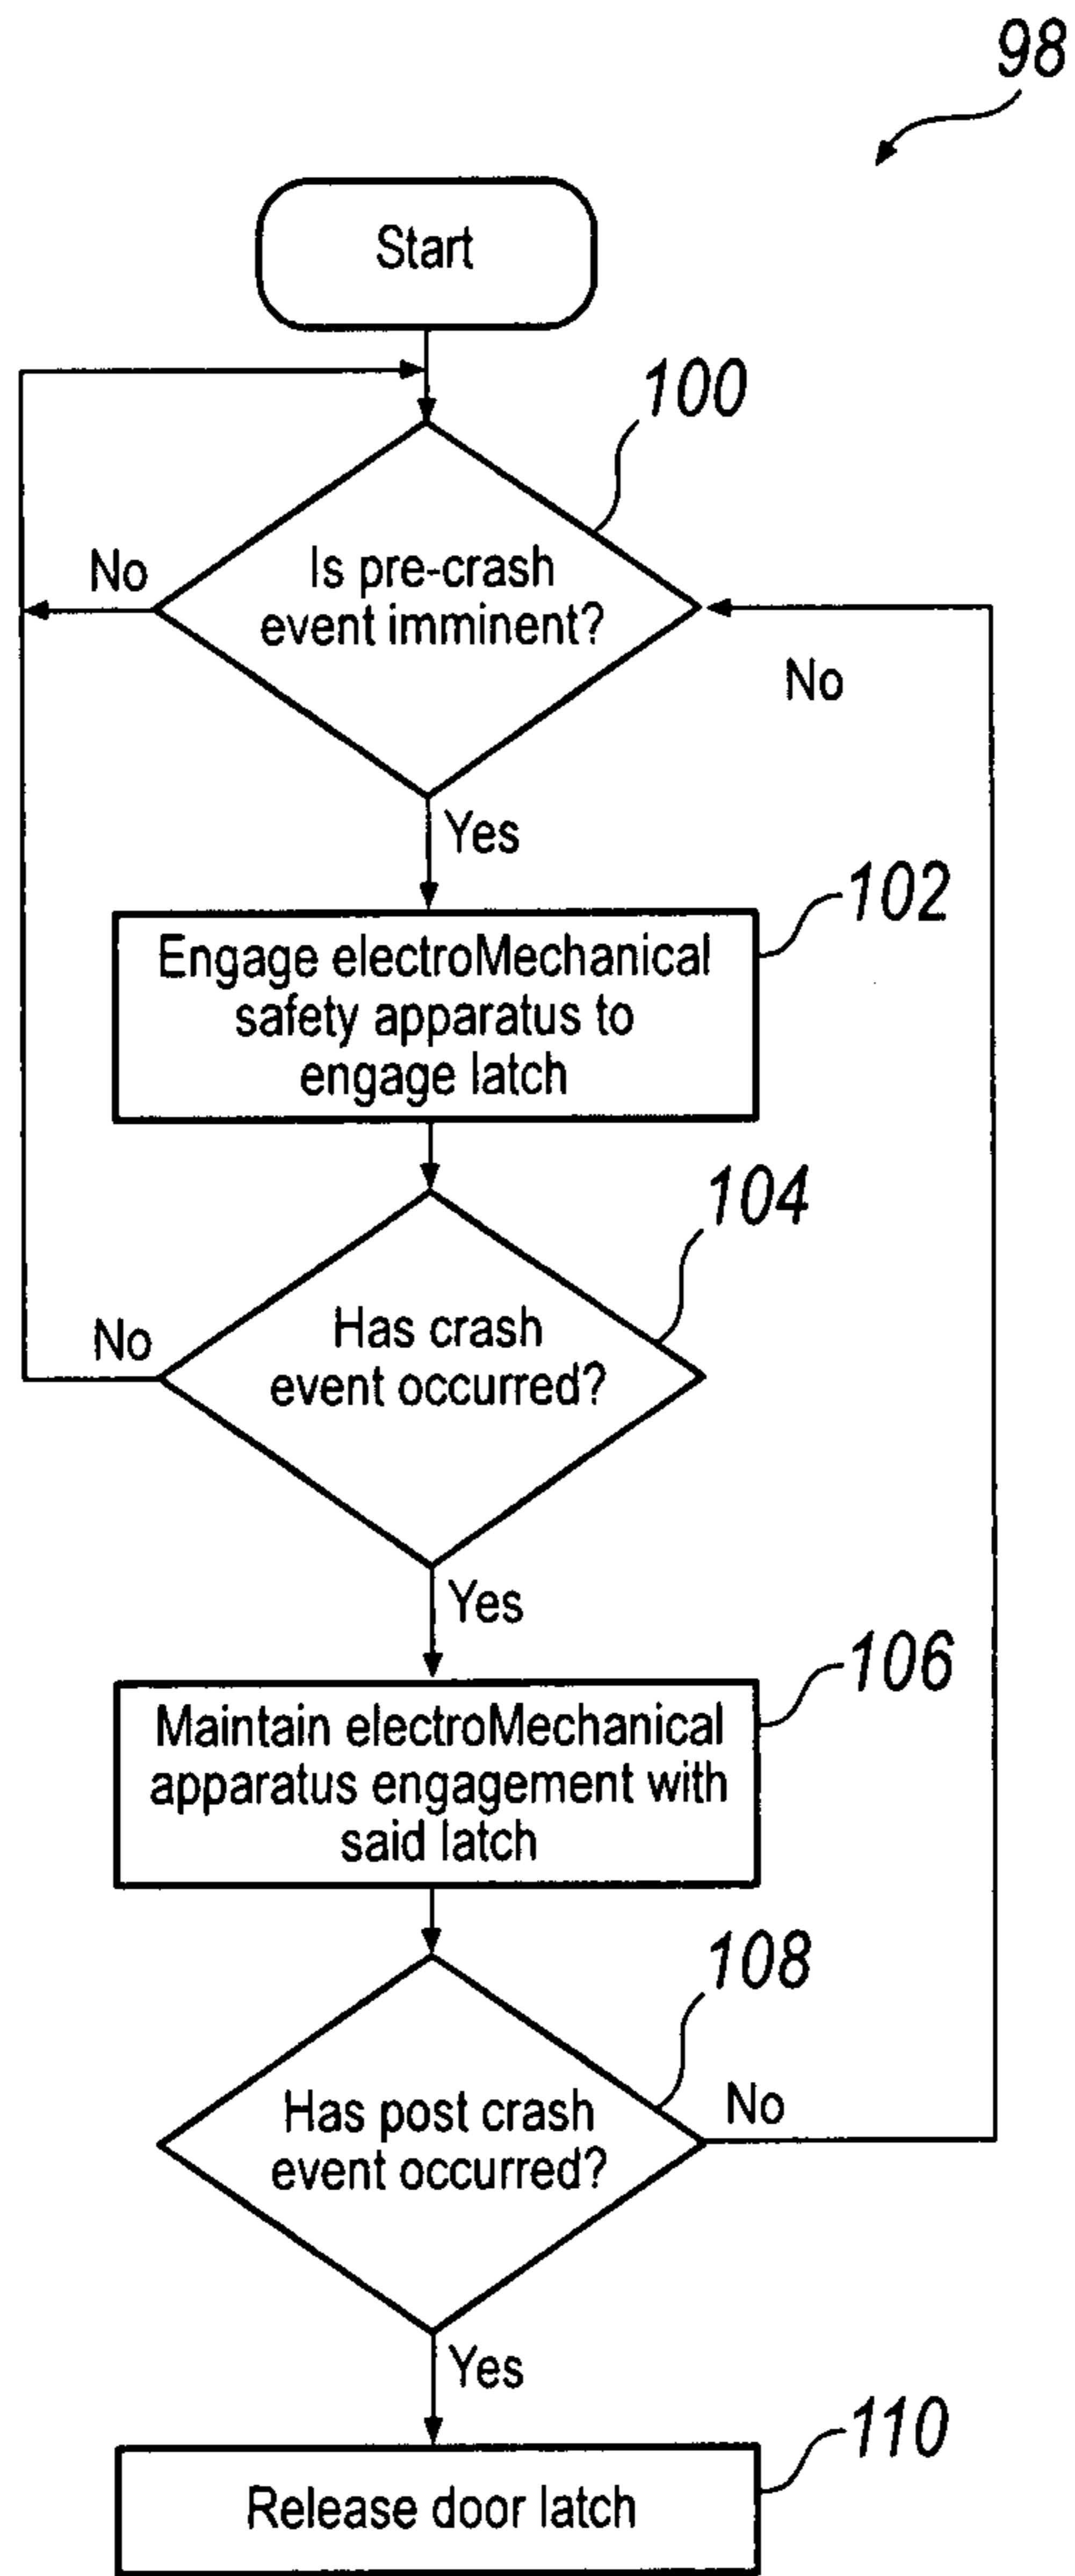 98
Start
100
Is pre-crash
event imminent?
No
No
Yes
102
Engage electroMechanical
safety apparatus to
engage latch
104
Has crash
event occurred?
No
Yes
106
Maintain electroMechanical
apparatus engagement with
said latch
108
Has post crash
event occurred?
No
Yes
110
Release door latch